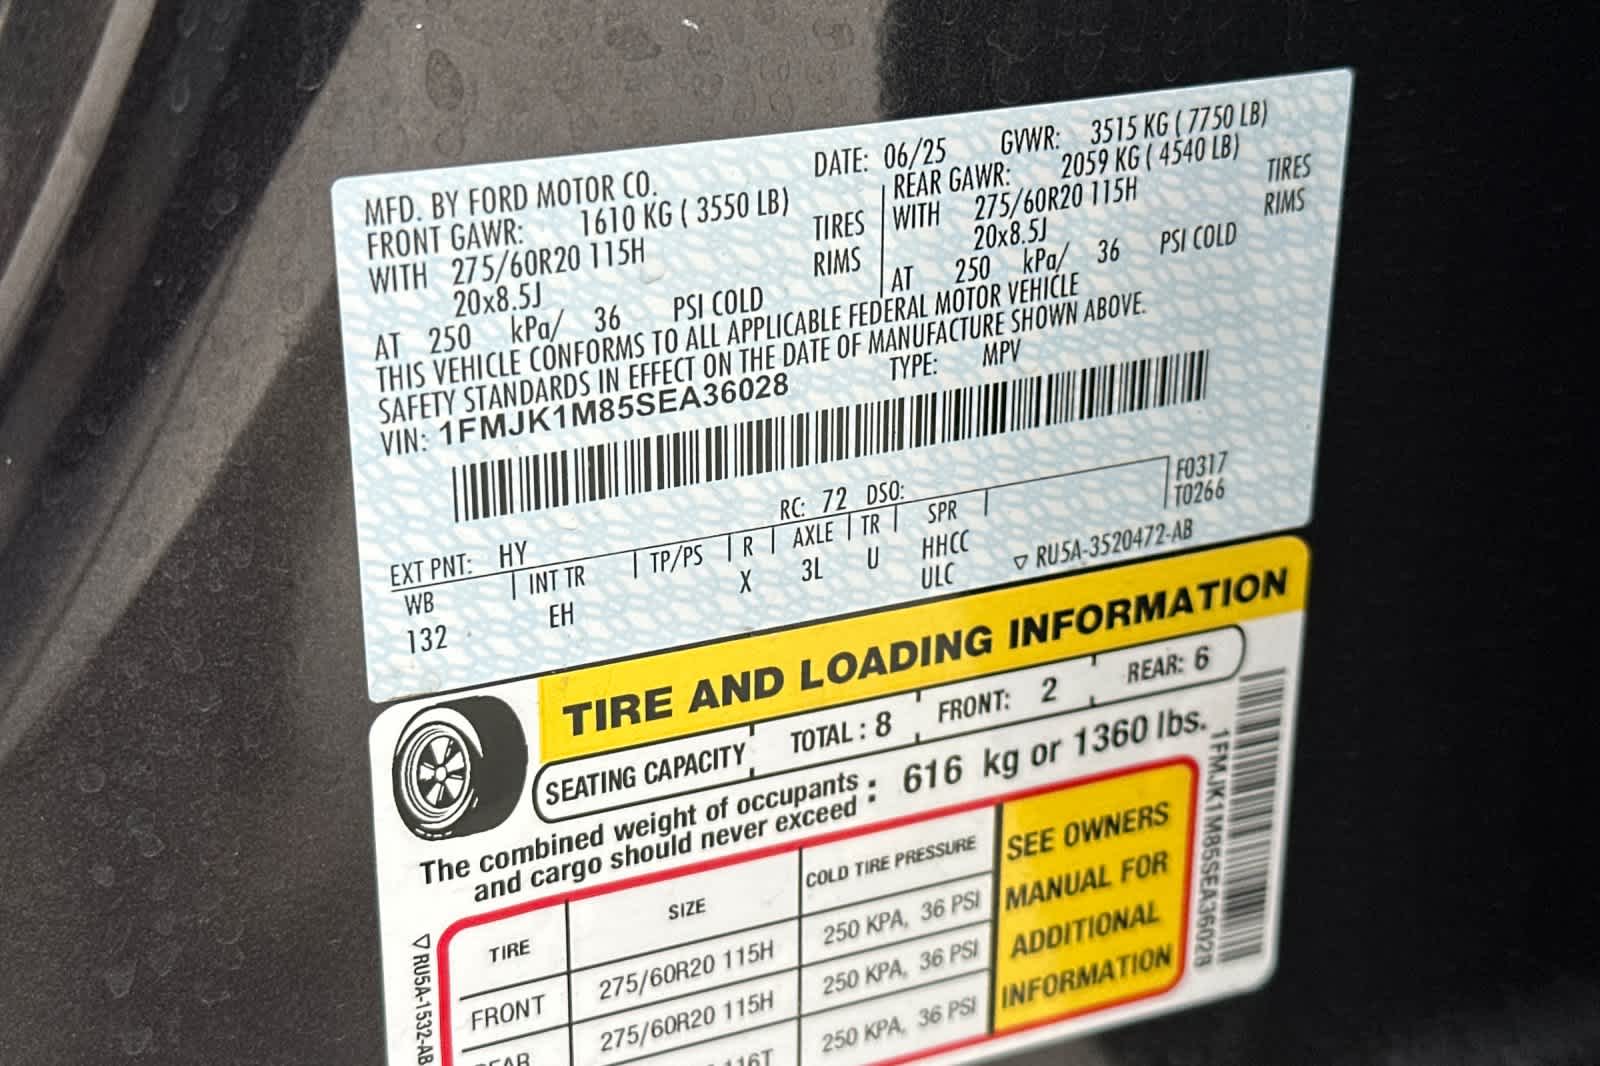 MFD. BY FORD MOTOR CO. DATE: 06/25 GVWR: 3515 KG ( 7750 LB)
FRONT GAWR: 1610 KG ( 3550 LB) REAR GAWR: 2059 KG ( 4540 LB)
WITH 275/60R20 115H TIRES WITH 275/60R20 115H TIRES
20x8.5J RIMS 20x8.5J RIMS
AT 250 kPa/ 36 PSI COLD AT 250 kPa/ 36 PSI COLD
THIS VEHICLE CONFORMS TO ALL APPLICABLE FEDERAL MOTOR VEHICLE
SAFETY STANDARDS IN EFFECT ON THE DATE OF MANUFACTURE SHOWN ABOVE.
VIN: 1FMJK1M85SEA36028 TYPE: MPV
EXT PNT: HY RC: 72 DSO: F0317
WB INT TR TP/PS R AXLE TR SPR T0266
132 EH X 3L U HHCC
ULC ▽ RU5A-3520472-AB
TIRE AND LOADING INFORMATION
SEATING CAPACITY TOTAL : 8 FRONT: 2 REAR: 6
The combined weight of occupants
and cargo should never exceed : 616 kg or 1360 lbs.
TIRE SIZE COLD TIRE PRESSURE
FRONT 275/60R20 115H 250 KPA, 36 PSI
REAR 275/60R20 115H 250 KPA, 36 PSI
116T 250 KPA, 36 PSI
SEE OWNERS
MANUAL FOR
ADDITIONAL
INFORMATION
1FMJK1M85SEA36028
▽ RU5A-1532-AB